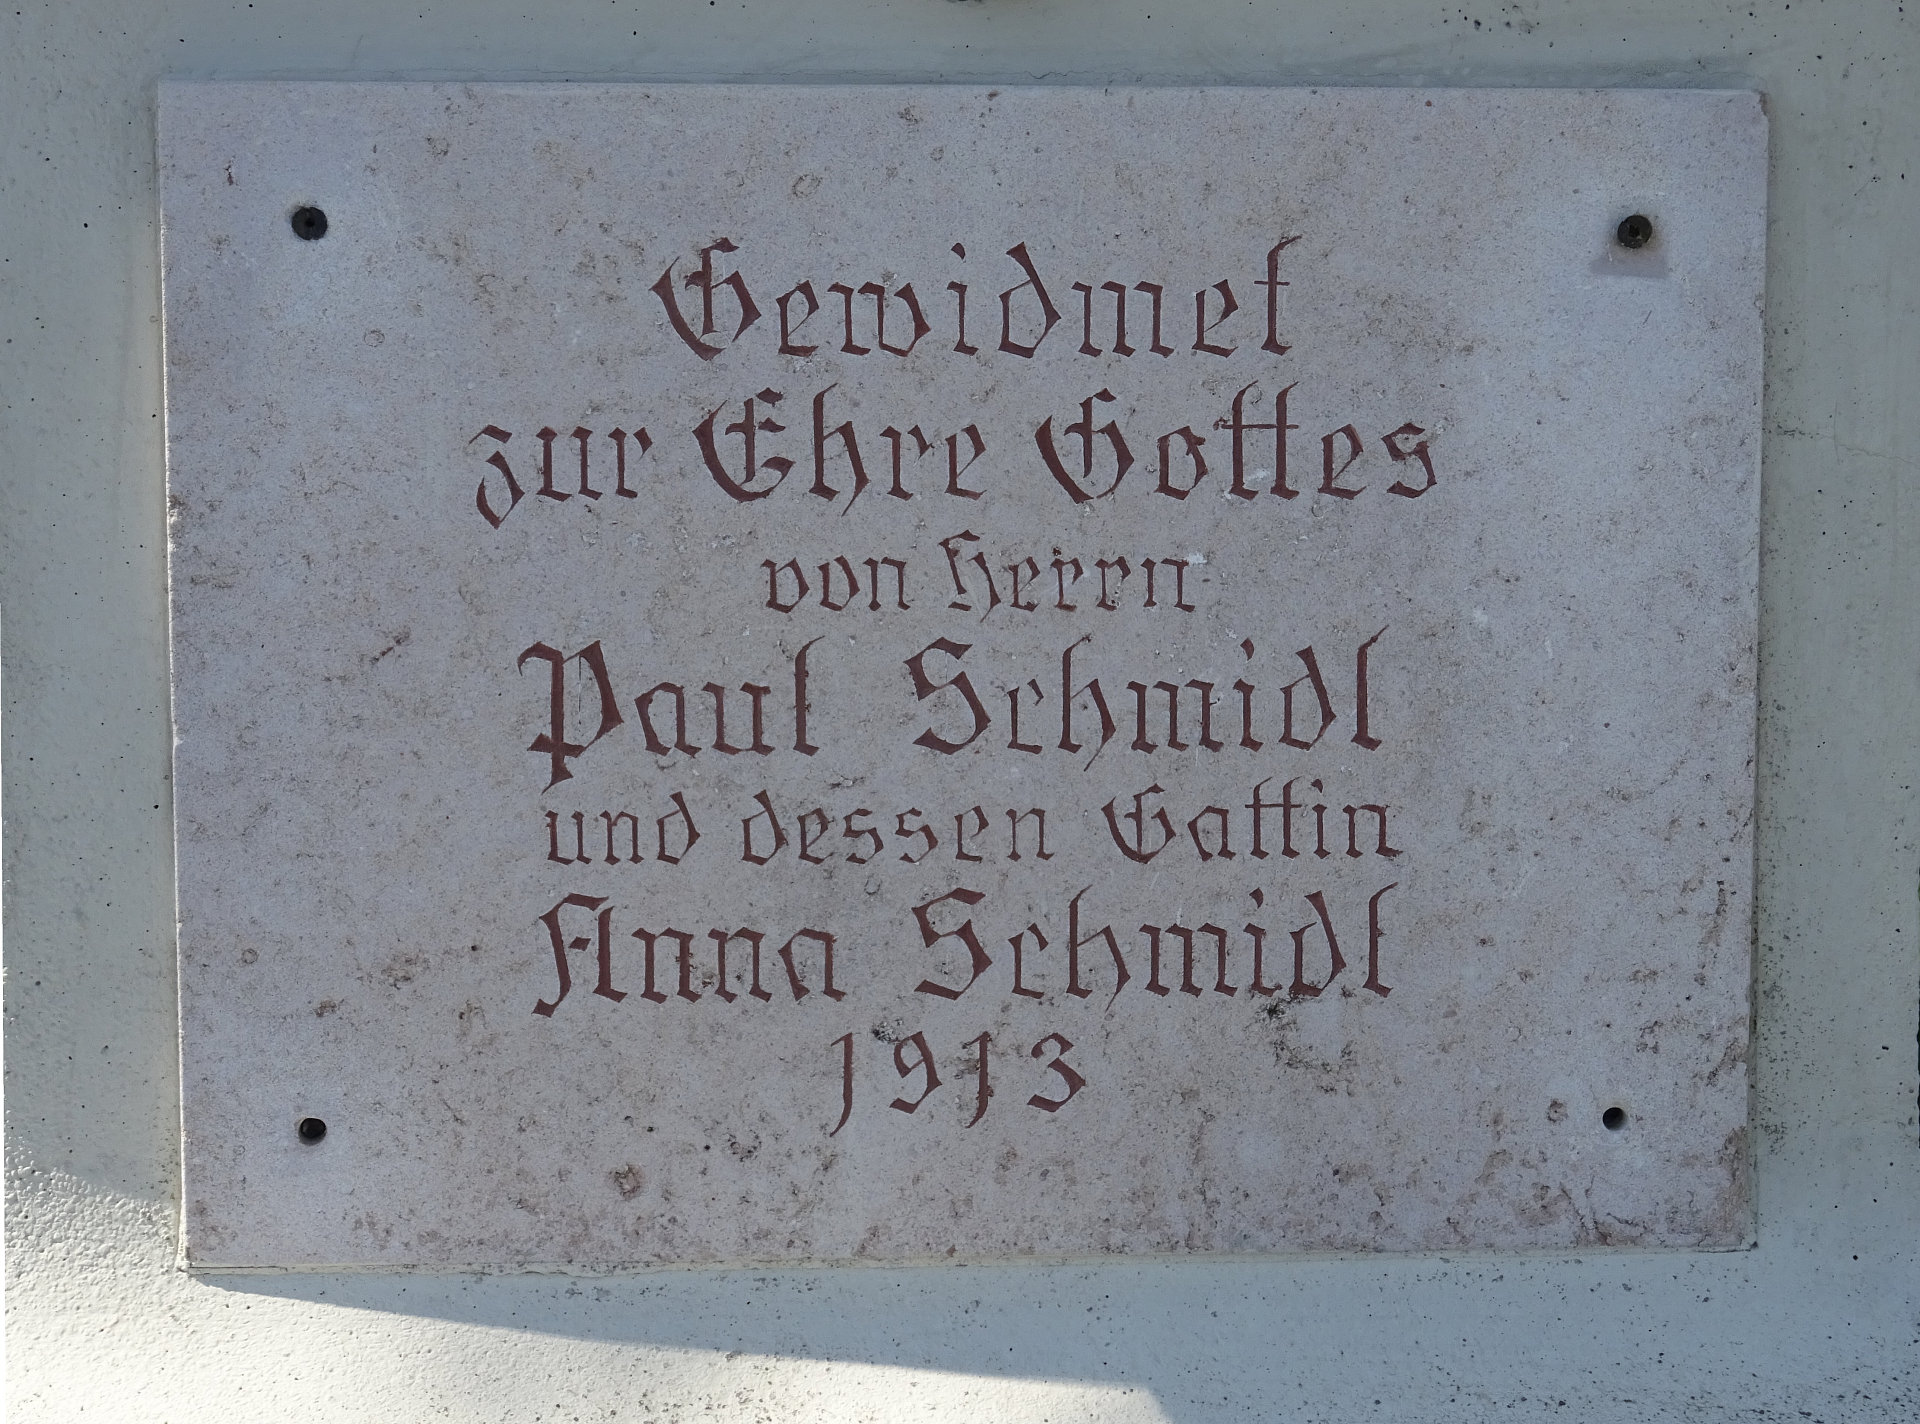 Gewidmet
zur Ehre Gottes
von Herrn
Paul Schmidl
und dessen Gattin
Anna Schmidl
1913